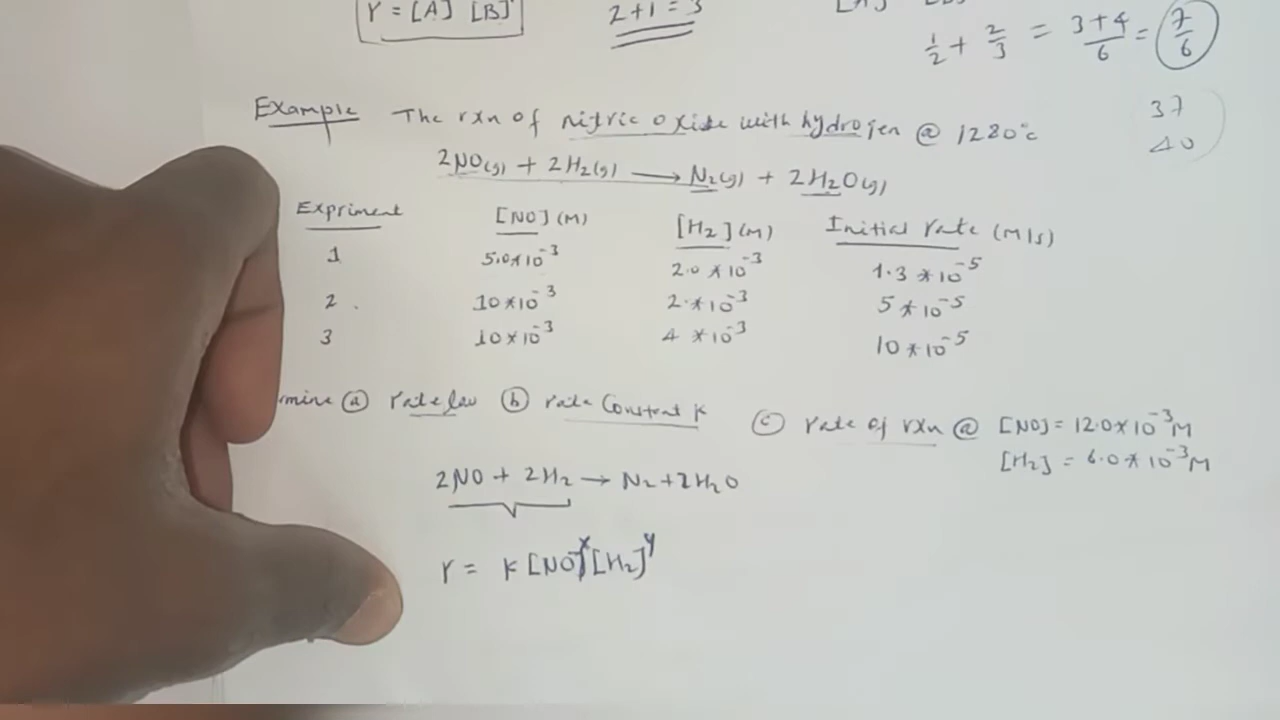 r = [A] [B]
2+1 = 3
1/2 + 2/3 = 3+4/6 = 7/6
37
40
Example The rxn of nitric oxide with hydrogen @ 1280°c
2NO(g) + 2H2(g) → N2(g) + 2H2O(g)
Expriment [NO](M) [H2](M) Initial rate (M/s)
1 5.0*10^-3 2.0 * 10^-3 1.3 * 10^-5
2 10*10^-3 2*10^-3 5 * 10^-5
3 10*10^-3 4 * 10^-3 10 * 10^-5
mine ⓐ rate law ⓑ rate constant K ⓒ rate of rxn @ [NO] = 12.0×10^-3 M
[H2] = 6.0 * 10^-3 M
2NO + 2H2 → N2 + 2H2O
r = K [NO]^x [H2]^y